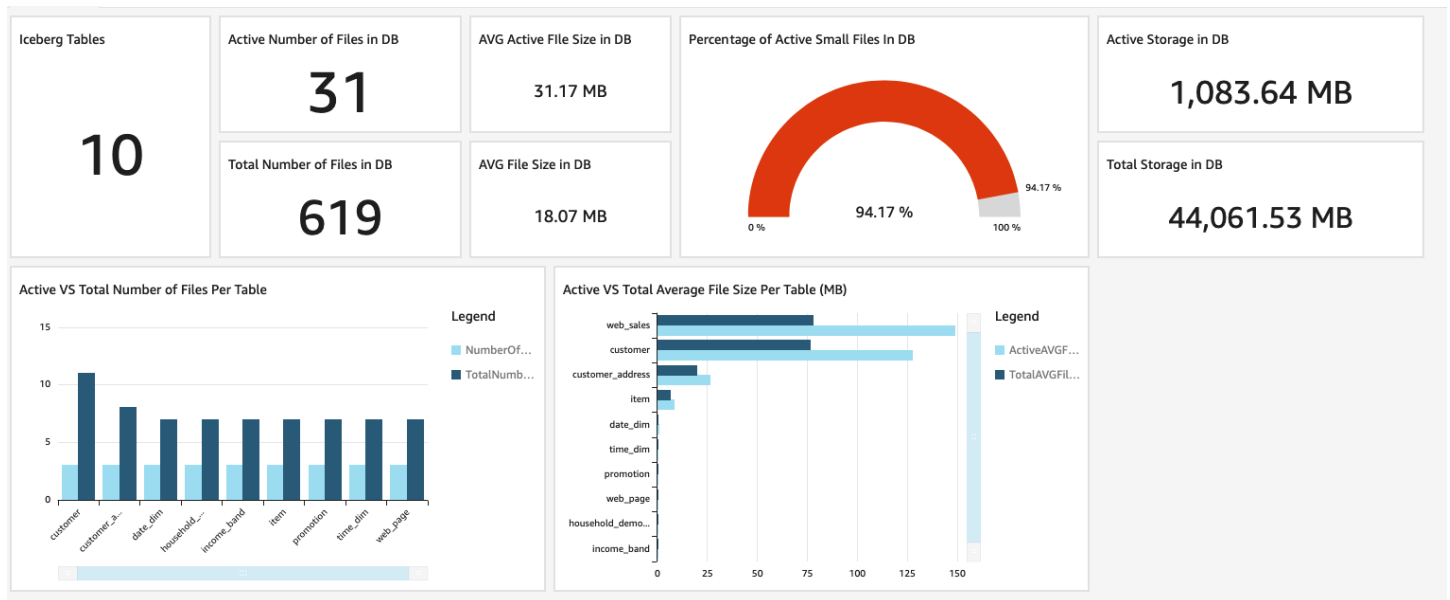 Iceberg Tables
10
Active Number of Files in DB
31
Total Number of Files in DB
619
AVG Active FIle Size in DB
31.17 MB
AVG File Size in DB
18.07 MB
Percentage of Active Small Files In DB
94.17 %
94.17 %
0 %
100 %
Active Storage in DB
1,083.64 MB
Total Storage in DB
44,061.53 MB
Active VS Total Number of Files Per Table
15
10
5
0
customer
customer_a...
date_dim
household_...
income_band
item
promotion
time_dim
web_page
Legend
NumberOf...
TotalNumb...
Active VS Total Average File Size Per Table (MB)
web_sales
customer
customer_address
item
date_dim
time_dim
promotion
web_page
household_demo...
income_band
0
25
50
75
100
125
150
Legend
ActiveAVGF...
TotalAVGFil...